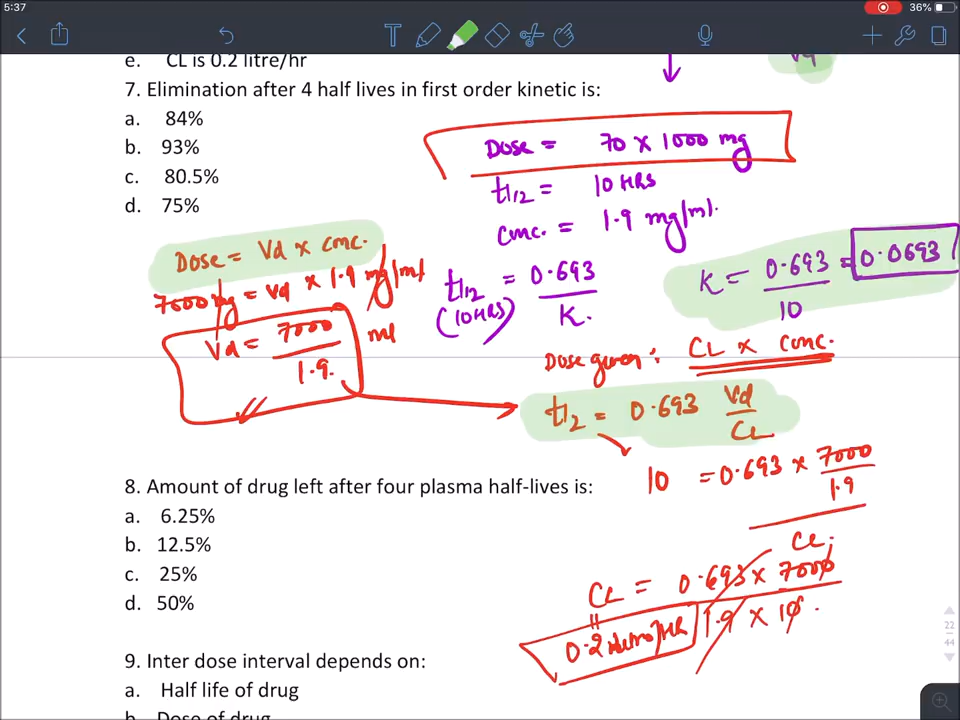 5:37
36%
T
e. CL is 0.2 litre/hr
Vd
7. Elimination after 4 half lives in first order kinetic is:
a. 84%
b. 93%
c. 80.5%
d. 75%
Dose = 70 x 1000 mg
t1/2 = 10 HRS
Conc. = 1.9 mg/ml.
Dose = Vd x conc.
7000 mg = Vd x 1.9 mg/ml
Vd = 7000 / 1.9. ml
t1/2 = 0.693 / K.
(10 HRS)
K = 0.693 / 10 = 0.0693
Dose given: CL x conc.
t1/2 = 0.693 Vd / CL
10 = 0.693 x 7000 / 1.9
CL
CL = 0.693 x 7000
1.9 x 10.
=
0.2 litre/HR
8. Amount of drug left after four plasma half-lives is:
a. 6.25%
b. 12.5%
c. 25%
d. 50%
9. Inter dose interval depends on:
a. Half life of drug
b. Dose of drug
22
44